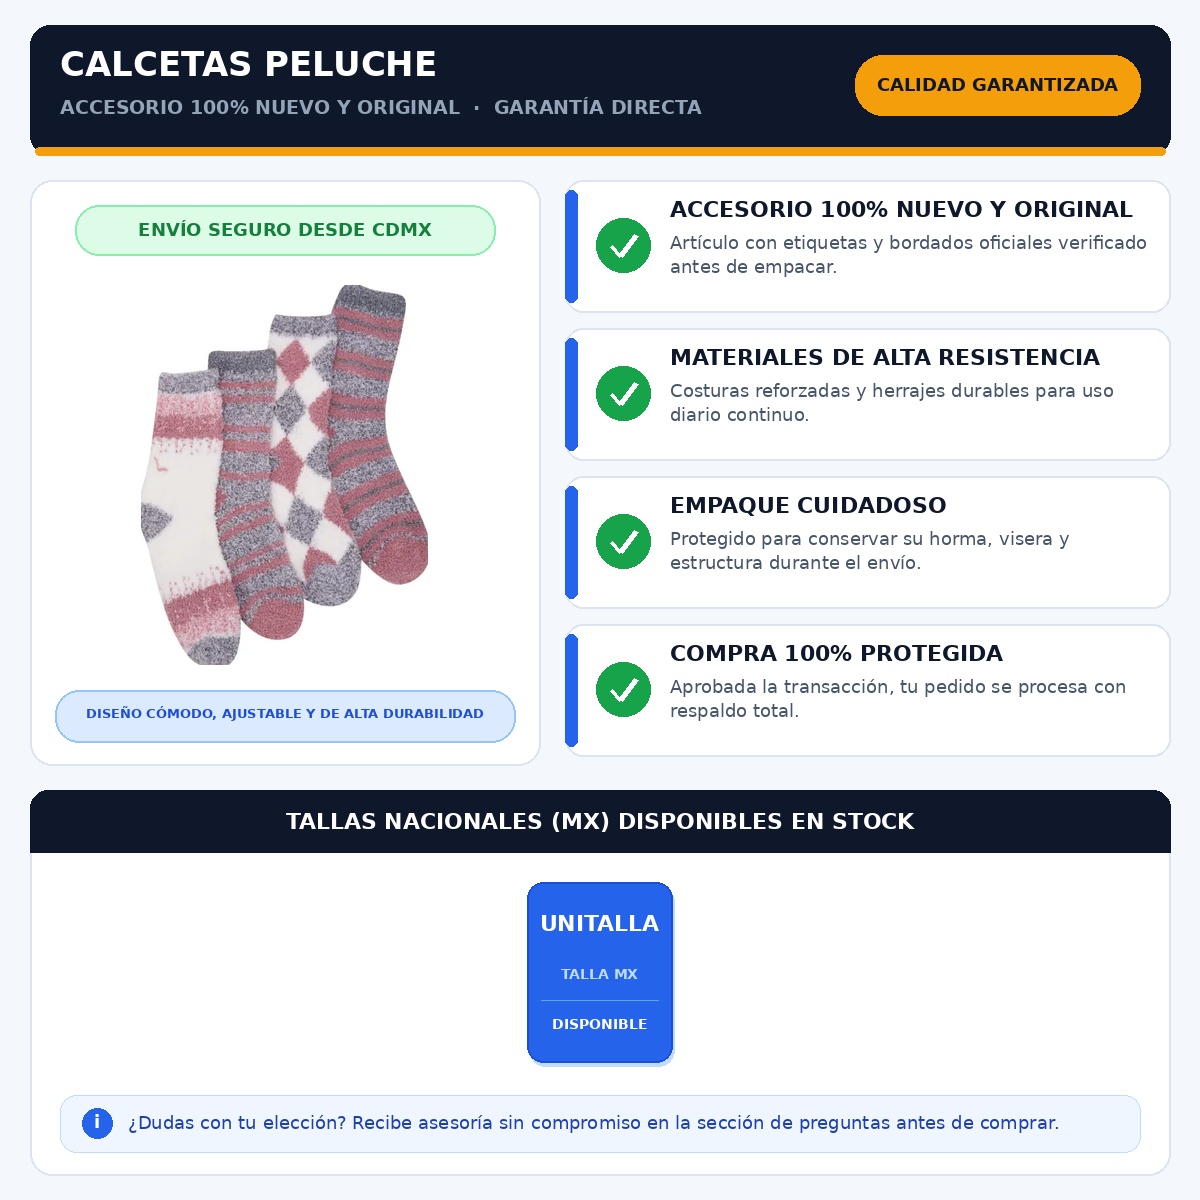 CALCETAS PELUCHE
ACCESORIO 100% NUEVO Y ORIGINAL · GARANTÍA DIRECTA
CALIDAD GARANTIZADA
ENVÍO SEGURO DESDE CDMX
DISEÑO CÓMODO, AJUSTABLE Y DE ALTA DURABILIDAD
ACCESORIO 100% NUEVO Y ORIGINAL
Artículo con etiquetas y bordados oficiales verificado
antes de empacar.
MATERIALES DE ALTA RESISTENCIA
Costuras reforzadas y herrajes durables para uso
diario continuo.
EMPAQUE CUIDADOSO
Protegido para conservar su horma, visera y
estructura durante el envío.
COMPRA 100% PROTEGIDA
Aprobada la transacción, tu pedido se procesa con
respaldo total.
TALLAS NACIONALES (MX) DISPONIBLES EN STOCK
UNITALLA
TALLA MX
DISPONIBLE
i ¿Dudas con tu elección? Recibe asesoría sin compromiso en la sección de preguntas antes de comprar.